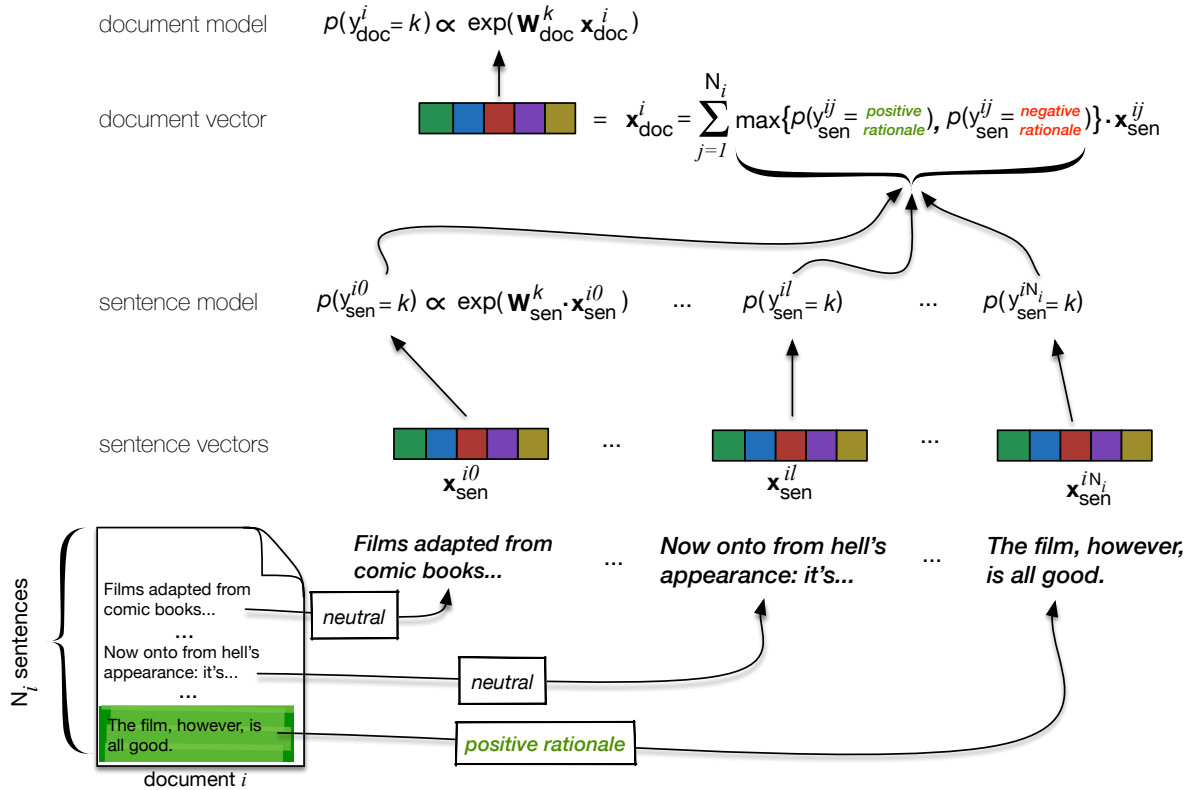 document model p(y^i_doc = k) ∝ exp(W^k_doc x^i_doc)
document vector = x^i_doc = ∑_{j=1}^{N_i} max{p(y^ij_sen = positive rationale), p(y^ij_sen = negative rationale)} · x^ij_sen
sentence model p(y^i0_sen = k) ∝ exp(W^k_sen · x^i0_sen) ... p(y^il_sen = k) ... p(y^iN_i_sen = k)
sentence vectors ... ...
x^i0_sen x^il_sen x^iN_i_sen
Films adapted from
comic books...
...
Now onto from hell's
appearance: it's...
...
The film, however,
is all good.
N_i sentences
Films adapted from
comic books...
...
Now onto from hell's
appearance: it's...
...
The film, however, is
all good.
document i
neutral
neutral
positive rationale